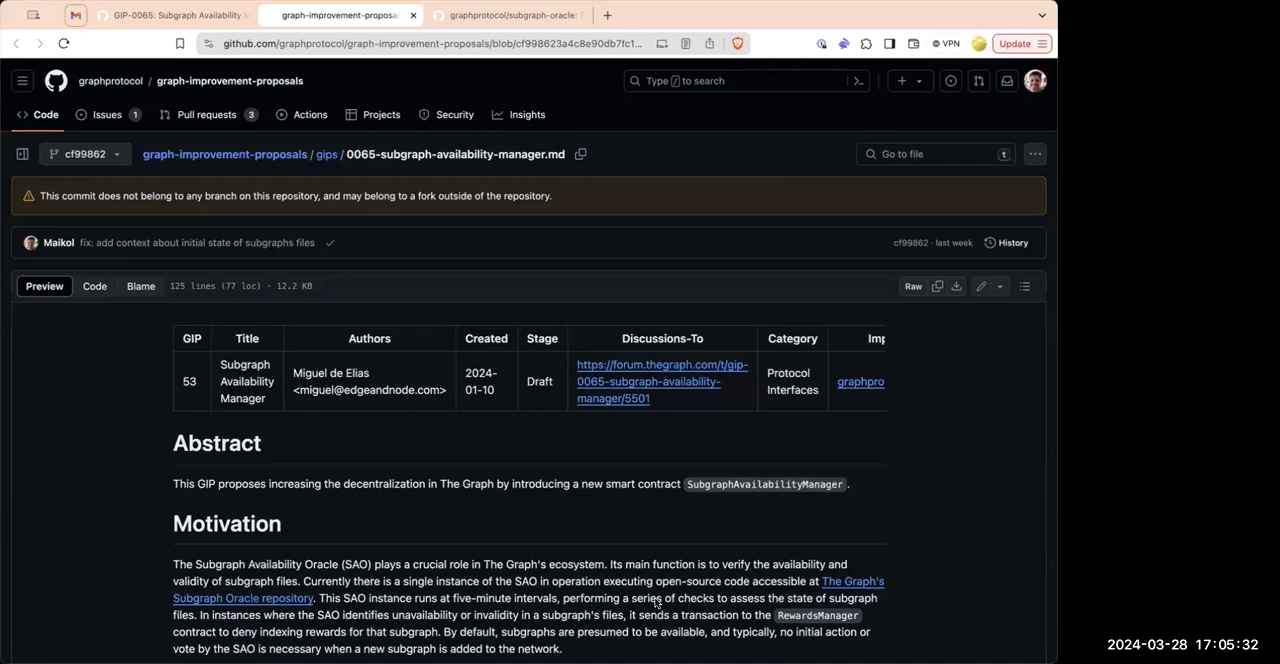 GIP-0065: Subgraph Availability
graph-improvement-proposal
graphprotocol/subgraph-oracle:
github.com/graphprotocol/graph-improvement-proposals/blob/cf998623a4c8e90db7fc1...
VPN
Update
graphprotocol / graph-improvement-proposals
Type / to search
Code
Issues 1
Pull requests 3
Actions
Projects
Security
Insights
cf99862
graph-improvement-proposals / gips / 0065-subgraph-availability-manager.md
Go to file
t
This commit does not belong to any branch on this repository, and may belong to a fork outside of the repository.
Maikol fix: add context about initial state of subgraphs files
cf99862 · last week
History
Preview
Code
Blame
125 lines (77 loc) · 12.2 KB
Raw
GIP Title Authors Created Stage Discussions-To Category Imp
53
Subgraph Availability Manager
Miguel de Elias <miguel@edgeandnode.com>
2024-01-10
Draft
https://forum.thegraph.com/t/gip-
0065-subgraph-availability-
manager/5501
Protocol Interfaces
graphpro
Abstract
This GIP proposes increasing the decentralization in The Graph by introducing a new smart contract SubgraphAvailabilityManager.
Motivation
The Subgraph Availability Oracle (SAO) plays a crucial role in The Graph's ecosystem. Its main function is to verify the availability and
validity of subgraph files. Currently there is a single instance of the SAO in operation executing open-source code accessible at The Graph's
Subgraph Oracle repository. This SAO instance runs at five-minute intervals, performing a series of checks to assess the state of subgraph
files. In instances where the SAO identifies unavailability or invalidity in a subgraph's files, it sends a transaction to the RewardsManager
contract to deny indexing rewards for that subgraph. By default, subgraphs are presumed to be available, and typically, no initial action or
vote by the SAO is necessary when a new subgraph is added to the network.
2024-03-28 17:05:32